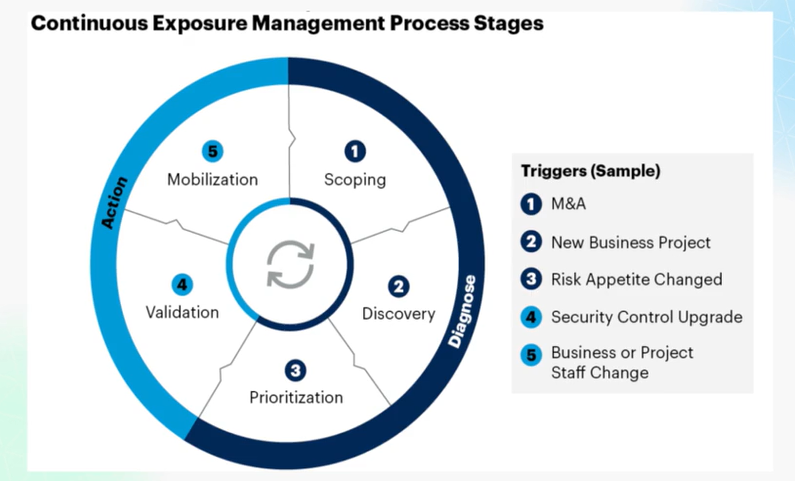 Continuous Exposure Management Process Stages
5
Mobilization
1
Scoping
Action
4
Validation
2
Discovery
Diagnose
3
Prioritization
Triggers (Sample)
1 M&A
2 New Business Project
3 Risk Appetite Changed
4 Security Control Upgrade
5 Business or Project
Staff Change